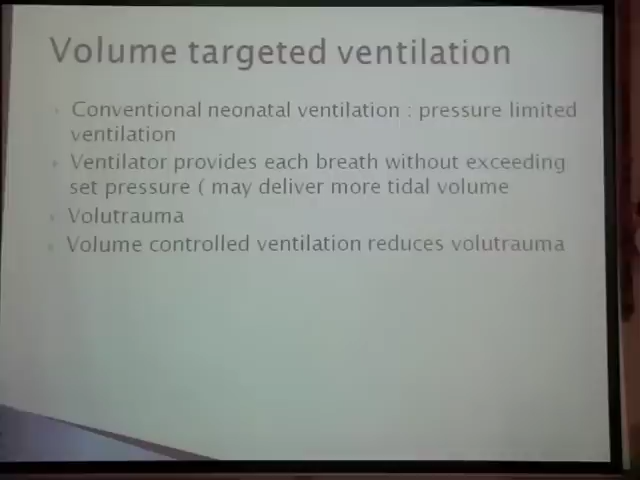 Volume targeted ventilation
Conventional neonatal ventilation : pressure limited
ventilation
Ventilator provides each breath without exceeding
set pressure ( may deliver more tidal volume
Volutrauma
Volume controlled ventilation reduces volutrauma